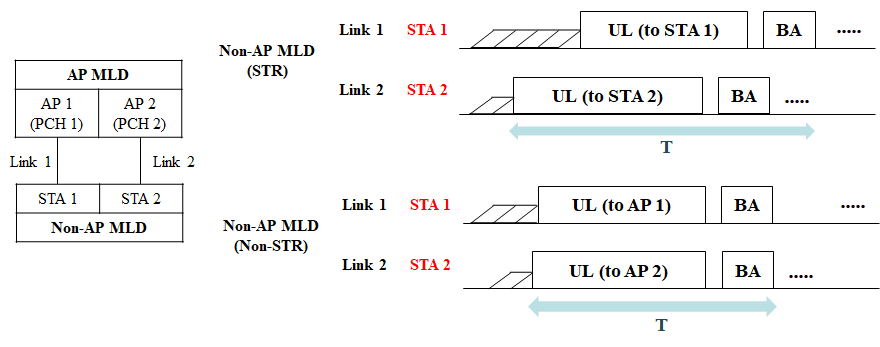 AP MLD
AP 1
(PCH 1)
AP 2
(PCH 2)
Link 1
Link 2
STA 1
STA 2
Non-AP MLD
Non-AP MLD
(STR)
Link 1
STA 1
UL (to STA 1)
BA
.....
Link 2
STA 2
UL (to STA 2)
BA
.....
T
Non-AP MLD
(Non-STR)
Link 1
STA 1
UL (to AP 1)
BA
.....
Link 2
STA 2
UL (to AP 2)
BA
.....
T